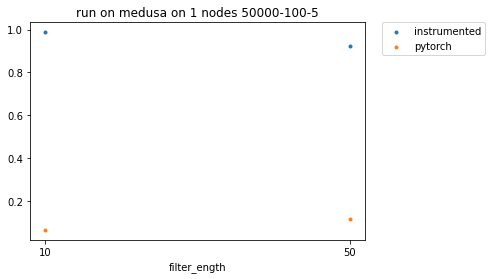 run on medusa on 1 nodes 50000-100-5
instrumented
pytorch
1.0
0.8
0.6
0.4
0.2
10
50
filter_ength